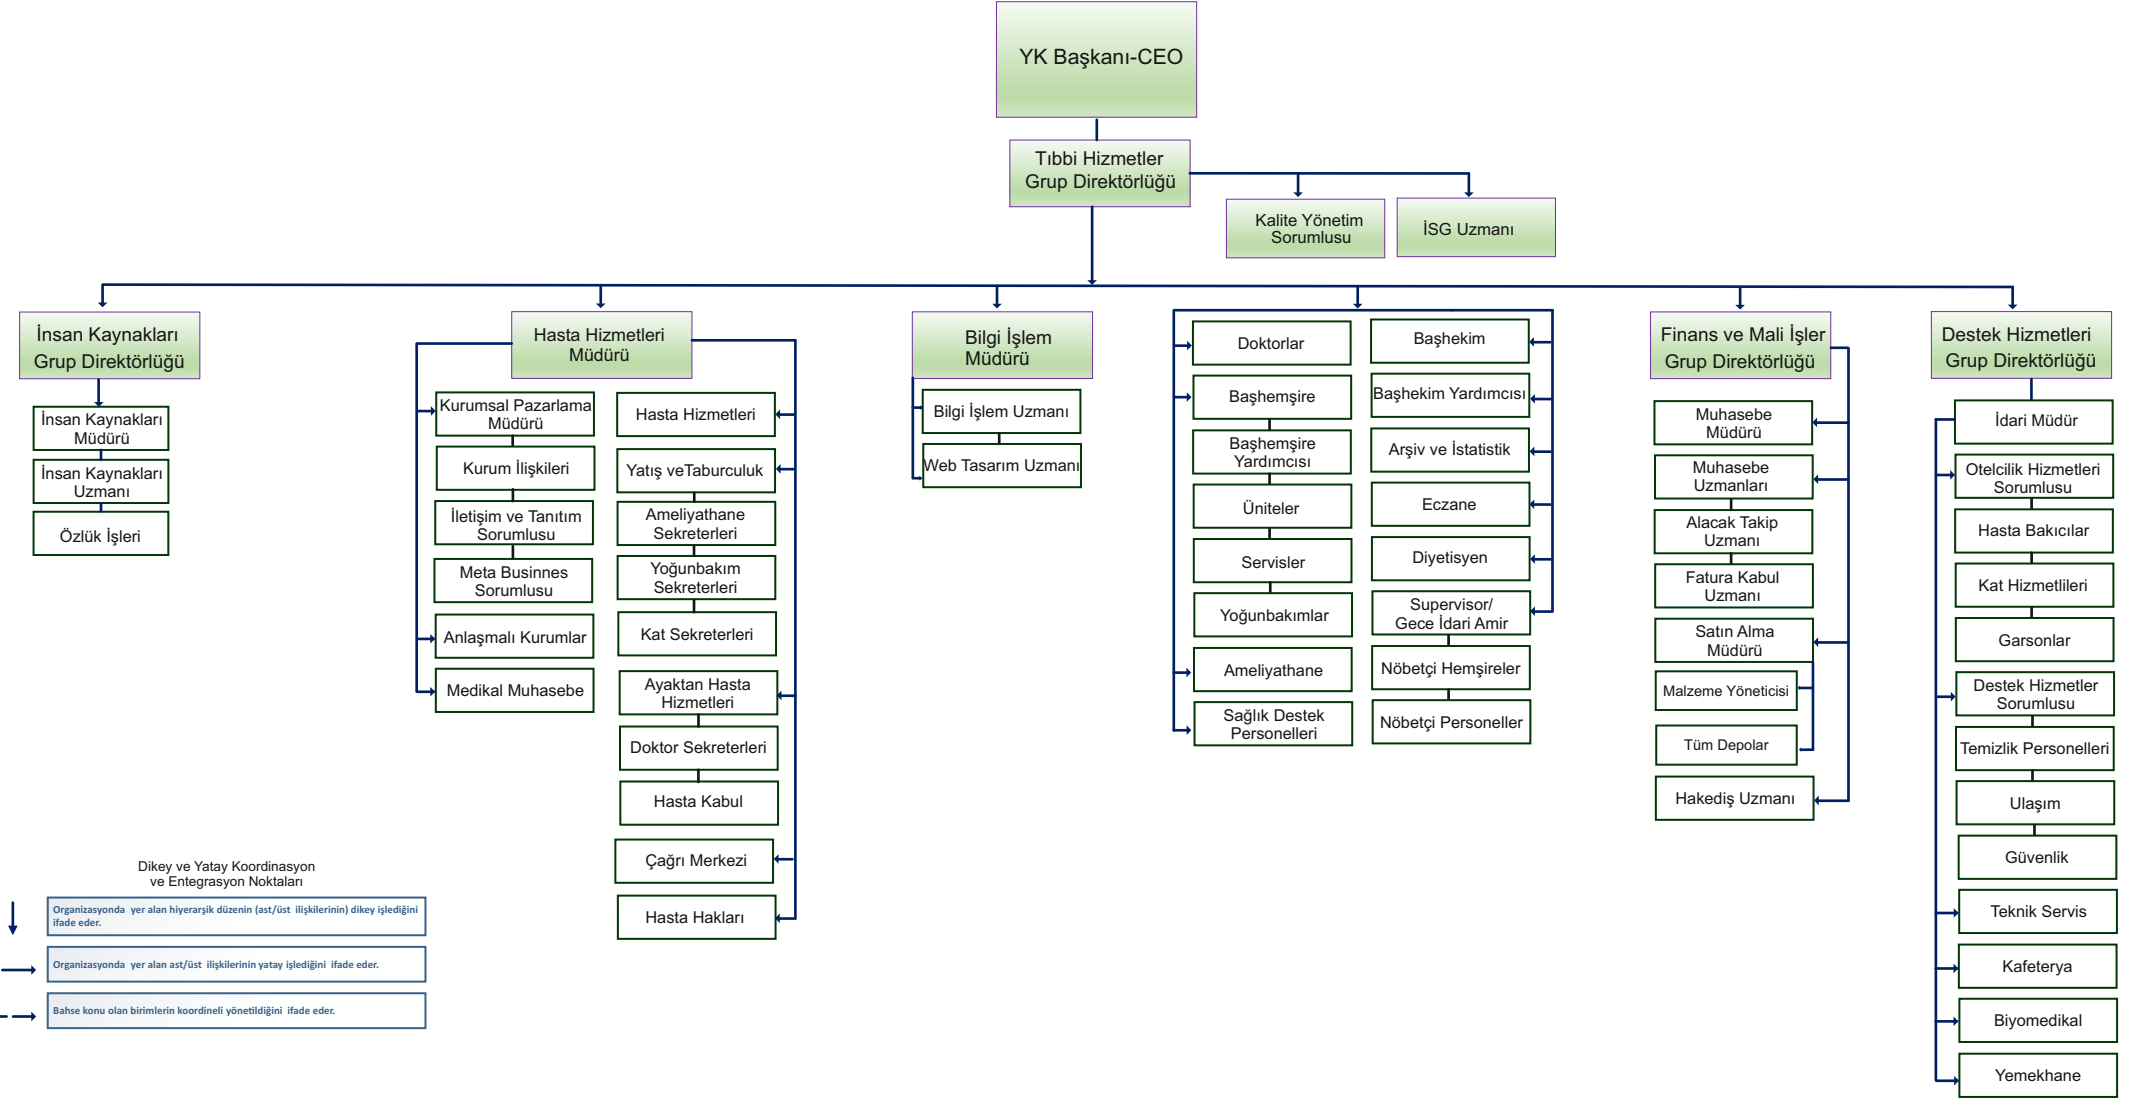 YK Başkanı-CEO
Tıbbi Hizmetler
Grup Direktörlüğü
Kalite Yönetim
Sorumlusu
İSG Uzmanı
İnsan Kaynakları
Grup Direktörlüğü
İnsan Kaynakları
Müdürü
İnsan Kaynakları
Uzmanı
Özlük İşleri
Hasta Hizmetleri
Müdürü
Kurumsal Pazarlama
Müdürü
Kurum İlişkileri
İletişim ve Tanıtım
Sorumlusu
Meta Businnes
Sorumlusu
Anlaşmalı Kurumlar
Medikal Muhasebe
Hasta Hizmetleri
Yatış veTaburculuk
Ameliyathane
Sekreterleri
Yoğunbakım
Sekreterleri
Kat Sekreterleri
Ayaktan Hasta
Hizmetleri
Doktor Sekreterleri
Hasta Kabul
Çağrı Merkezi
Hasta Hakları
Bilgi İşlem
Müdürü
Bilgi İşlem Uzmanı
Web Tasarım Uzmanı
Doktorlar
Başhemşire
Başhemşire
Yardımcısı
Üniteler
Servisler
Yoğunbakımlar
Ameliyathane
Sağlık Destek
Personelleri
Başhekim
Başhekim Yardımcısı
Arşiv ve İstatistik
Eczane
Diyetisyen
Supervisor/
Gece İdari Amir
Nöbetçi Hemşireler
Nöbetçi Personeller
Finans ve Mali İşler
Grup Direktörlüğü
Muhasebe
Müdürü
Muhasebe
Uzmanları
Alacak Takip
Uzmanı
Fatura Kabul
Uzmanı
Satın Alma
Müdürü
Malzeme Yöneticisi
Tüm Depolar
Hakediş Uzmanı
Destek Hizmetleri
Grup Direktörlüğü
İdari Müdür
Otelcilik Hizmetleri
Sorumlusu
Hasta Bakıcılar
Kat Hizmetlileri
Garsonlar
Destek Hizmetler
Sorumlusu
Temizlik Personelleri
Ulaşım
Güvenlik
Teknik Servis
Kafeterya
Biyomedikal
Yemekhane
Dikey ve Yatay Koordinasyon
ve Entegrasyon Noktaları
Organizasyonda yer alan hiyerarşik düzenin (ast/üst ilişkilerinin) dikey işlediğini
ifade eder.
Organizasyonda yer alan ast/üst ilişkilerinin yatay işlediğini ifade eder.
Bahse konu olan birimlerin koordineli yönetildiğini ifade eder.